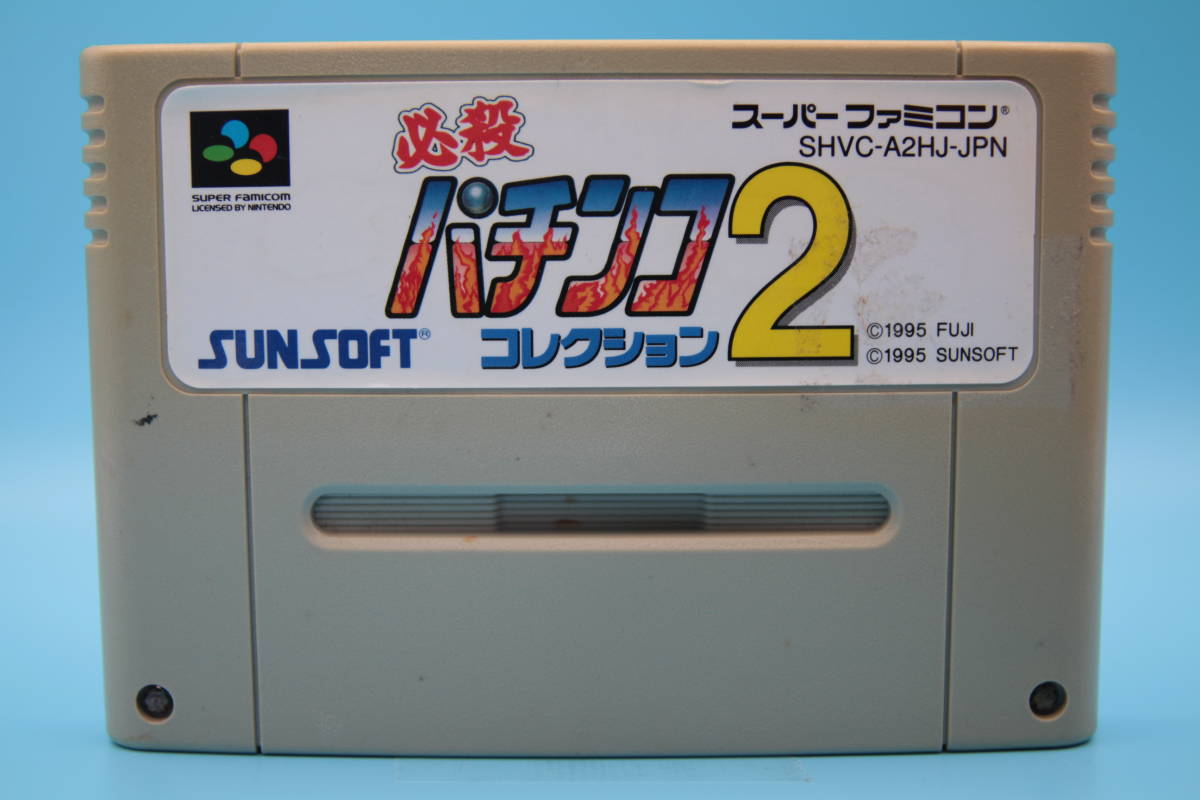 SUPER FAMICOM
LICENSED BY NINTENDO
必殺
パチンコ2
コレクション
スーパーファミコン®
SHVC-A2HJ-JPN
SUNSOFT®
©1995 FUJI
©1995 SUNSOFT